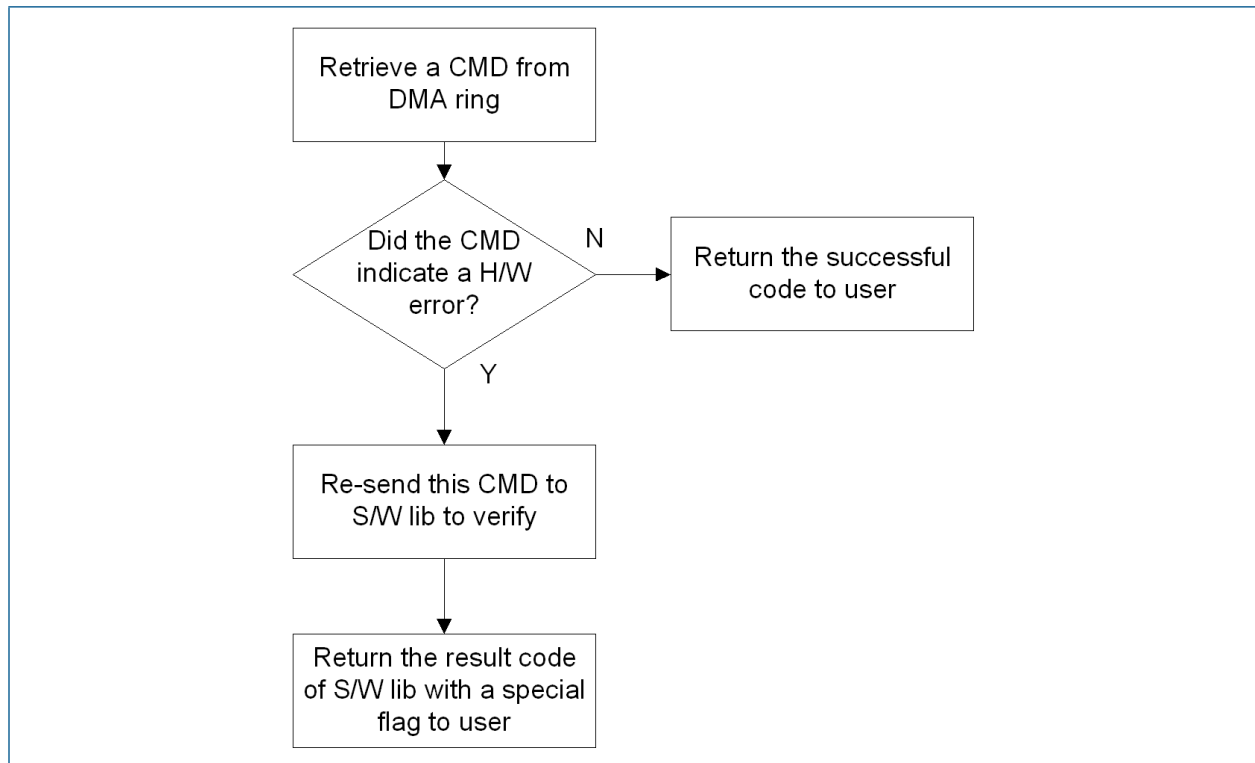 Retrieve a CMD from
DMA ring
Did the CMD
indicate a H/W
error?
N
Return the successful
code to user
Y
Re-send this CMD to
S/W lib to verify
Return the result code
of S/W lib with a special
flag to user